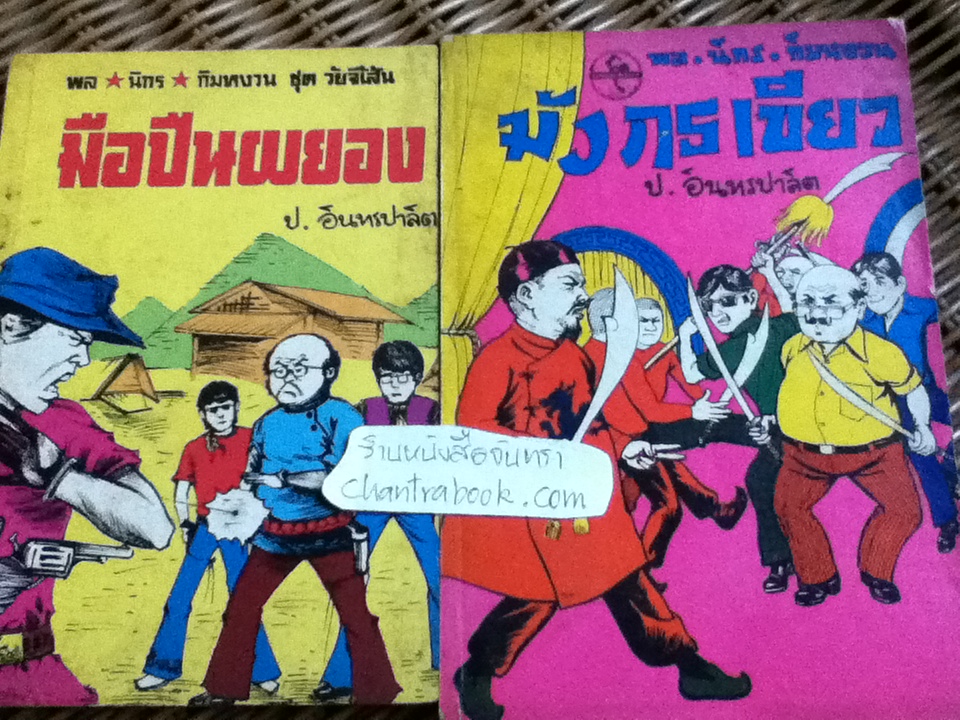 พล ★ นิกร ★ กิมหงวน ชุด วัยจีเส้น
มือปืนผยอง
ป. อินทรปาลิต
พล . นิกร . กิมหงวน
มังกรเขียว
ป. อินทรปาลิต
ร้านหนังสือจันทรา
chantrabook.com